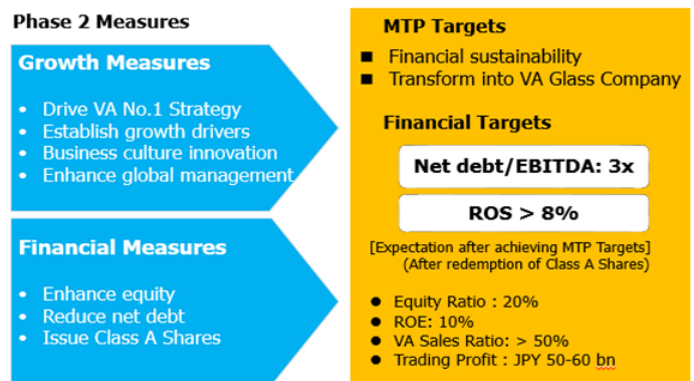 Phase 2 Measures
Growth Measures
• Drive VA No.1 Strategy
• Establish growth drivers
• Business culture innovation
• Enhance global management
Financial Measures
• Enhance equity
• Reduce net debt
• Issue Class A Shares
MTP Targets
■ Financial sustainability
■ Transform into VA Glass Company
Financial Targets
Net debt/EBITDA: 3x
ROS > 8%
[Expectation after achieving MTP Targets]
(After redemption of Class A Shares)
● Equity Ratio : 20%
● ROE: 10%
● VA Sales Ratio: > 50%
● Trading Profit : JPY 50-60 bn